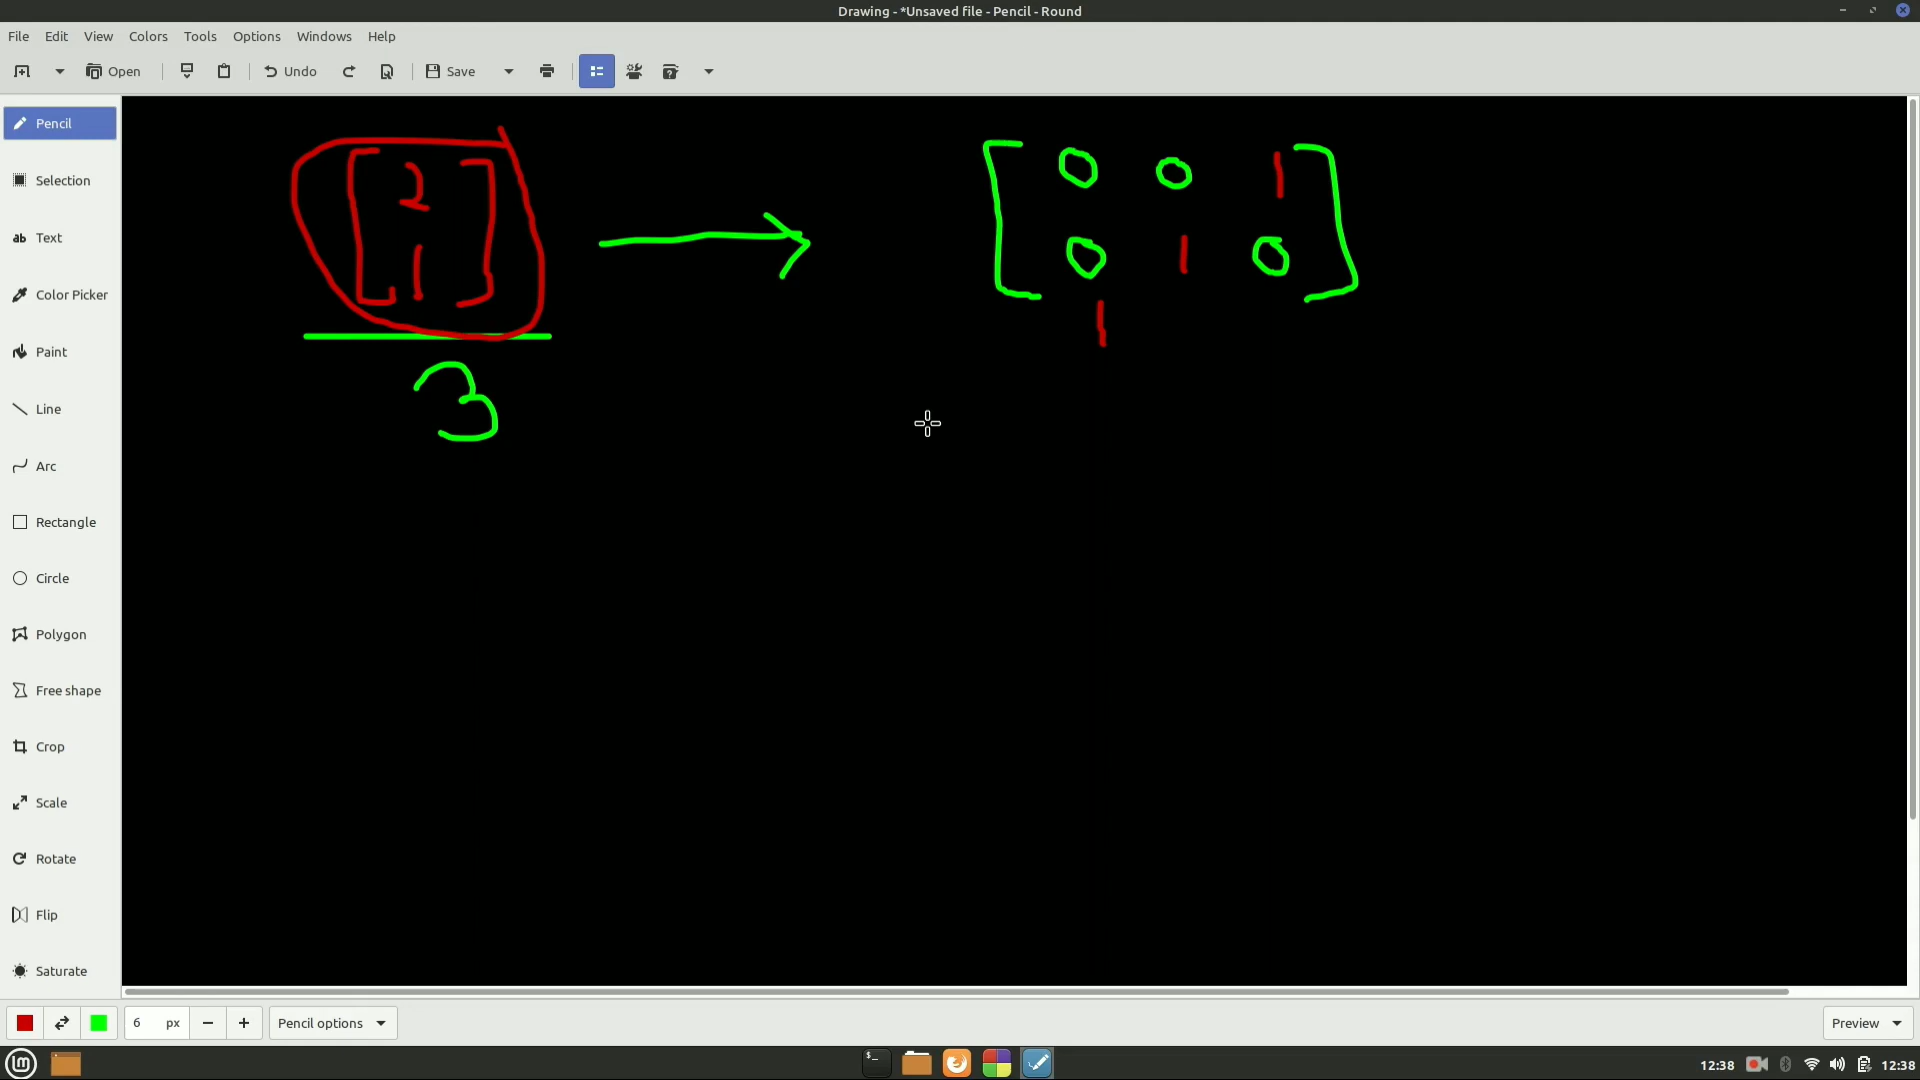 Drawing - *Unsaved file - Pencil - Round
File Edit View Colors Tools Options Windows Help
Open Undo Save
Pencil
Selection
Text
Color Picker
Paint
Line
Arc
Rectangle
Circle
Polygon
Free shape
Crop
Scale
Rotate
Flip
Saturate
[2
1]
3
[0 0 1
0 1 0]
1
6 px − + Pencil options
Preview
12:38 12:38